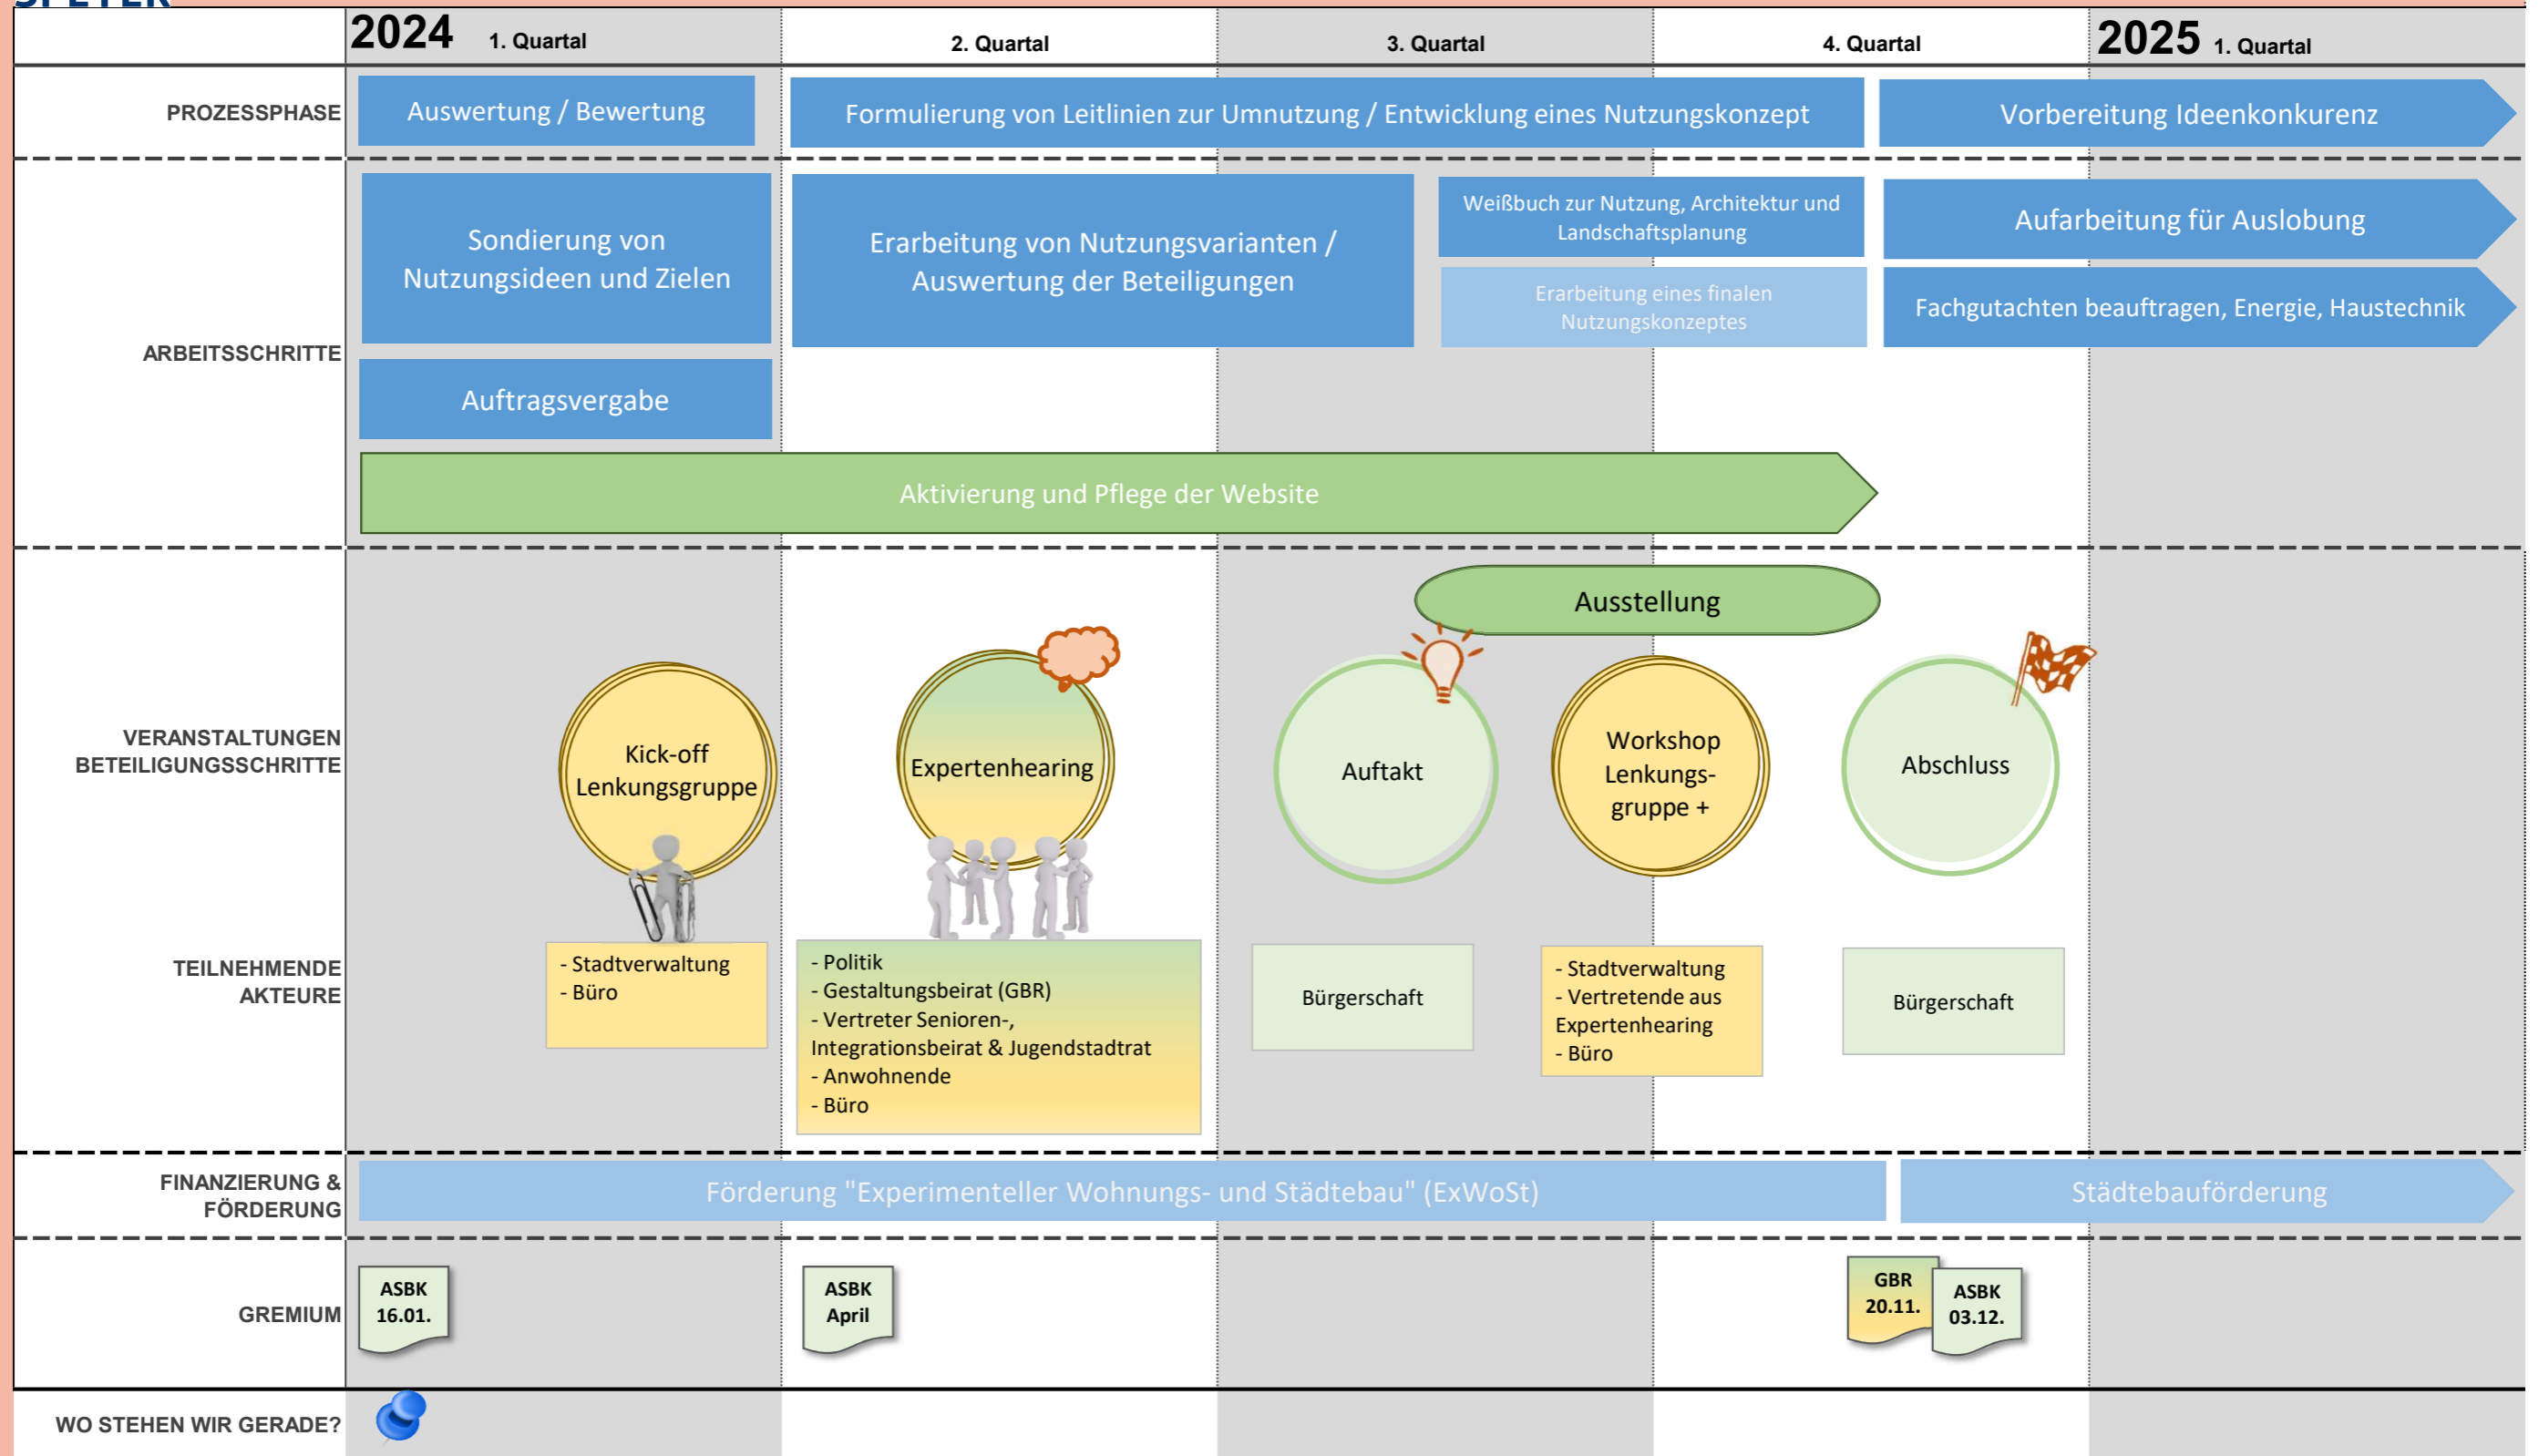 SPEYER
2024 1. Quartal
2. Quartal
3. Quartal
4. Quartal
2025 1. Quartal
PROZESSPHASE
Auswertung / Bewertung
Formulierung von Leitlinien zur Umnutzung / Entwicklung eines Nutzungskonzept
Vorbereitung Ideenkonkurenz
ARBEITSSCHRITTE
Sondierung von
Nutzungsideen und Zielen
Erarbeitung von Nutzungsvarianten /
Auswertung der Beteiligungen
Weißbuch zur Nutzung, Architektur und
Landschaftsplanung
Erarbeitung eines finalen
Nutzungskonzeptes
Aufarbeitung für Auslobung
Fachgutachten beauftragen, Energie, Haustechnik
Auftragsvergabe
Aktivierung und Pflege der Website
VERANSTALTUNGEN
BETEILIGUNGSSCHRITTE
Ausstellung
Kick-off
Lenkungsgruppe
Expertenhearing
Auftakt
Workshop
Lenkungs-
gruppe +
Abschluss
TEILNEHMENDE
AKTEURE
- Stadtverwaltung
- Büro
- Politik
- Gestaltungsbeirat (GBR)
- Vertreter Senioren-,
Integrationsbeirat & Jugendstadtrat
- Anwohnende
- Büro
Bürgerschaft
- Stadtverwaltung
- Vertretende aus
Expertenhearing
- Büro
Bürgerschaft
FINANZIERUNG &
FÖRDERUNG
Förderung "Experimenteller Wohnungs- und Städtebau" (ExWoSt)
Städtebauförderung
GREMIUM
ASBK
16.01.
ASBK
April
GBR
20.11.
ASBK
03.12.
WO STEHEN WIR GERADE?